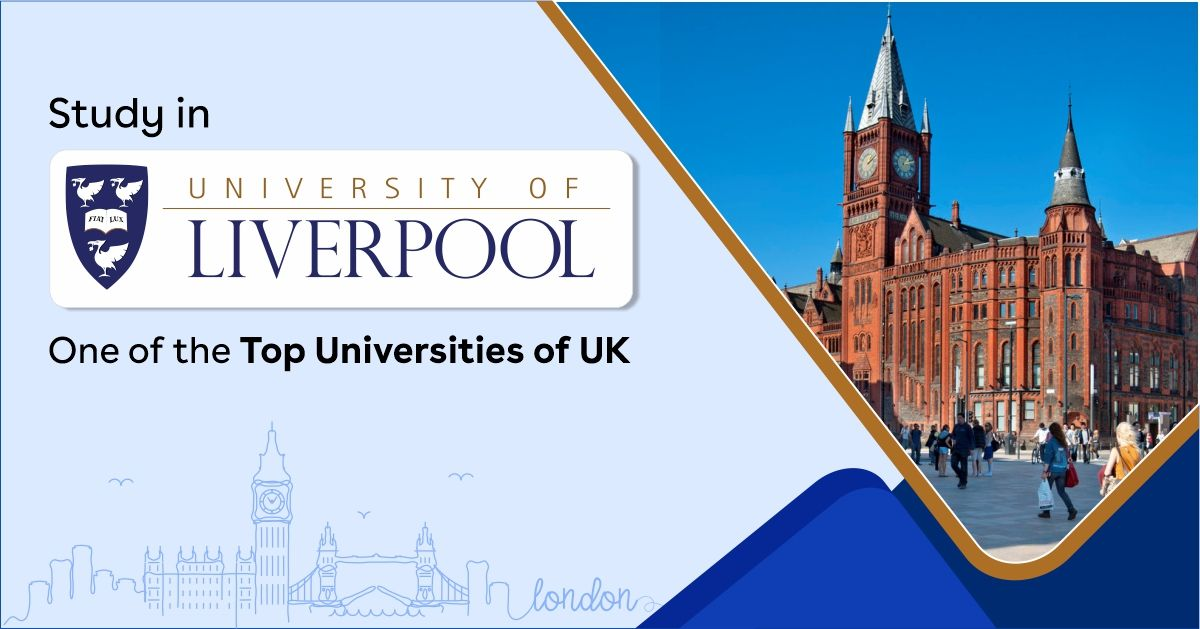 Study in
UNIVERSITY OF
LIVERPOOL
FIAT LUX
One of the Top Universities of UK
london